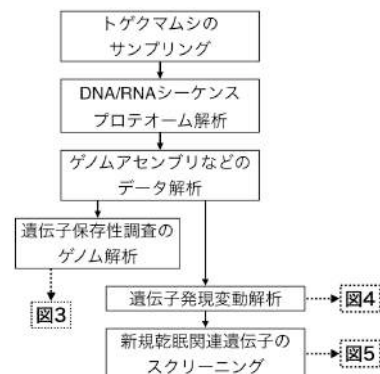 トゲクマムシの
サンプリング
DNA/RNAシーケンス
プロテオーム解析
ゲノムアセンブリなどの
データ解析
遺伝子保存性調査の
ゲノム解析
図3
遺伝子発現変動解析
図4
新規乾眠関連遺伝子の
スクリーニング
図5